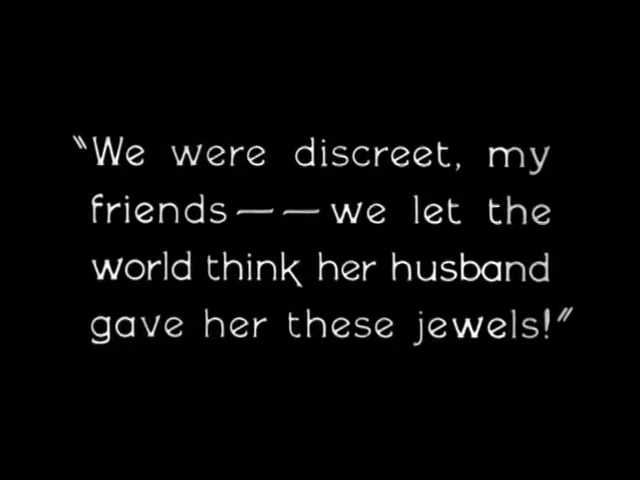 "We were discreet, my
friends — — we let the
world think her husband
gave her these jewels!"